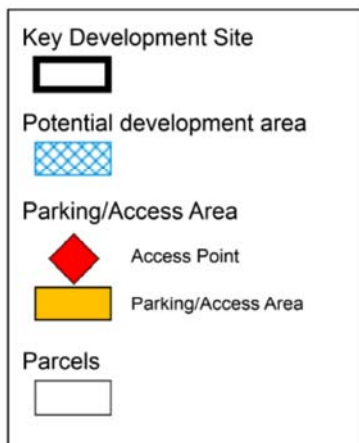 Key Development Site
Potential development area
Parking/Access Area
Access Point
Parking/Access Area
Parcels